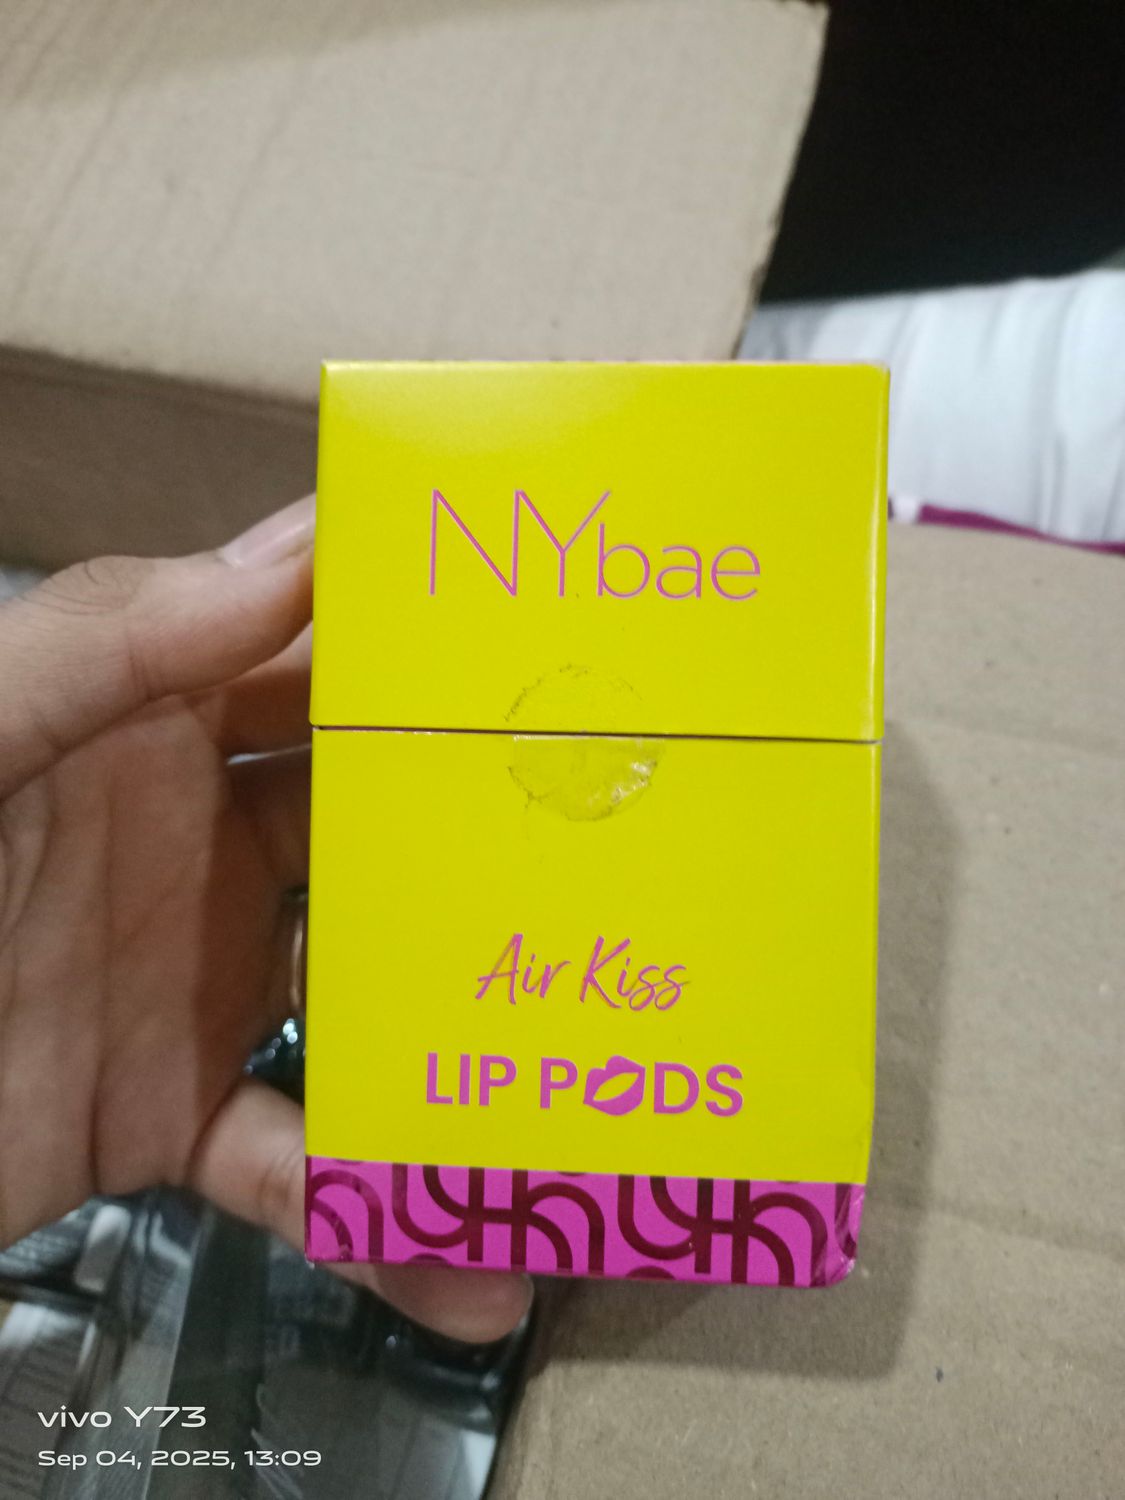 NYbae
Air Kiss
LIP PODS
vivo Y73
Sep 04, 2025, 13:09